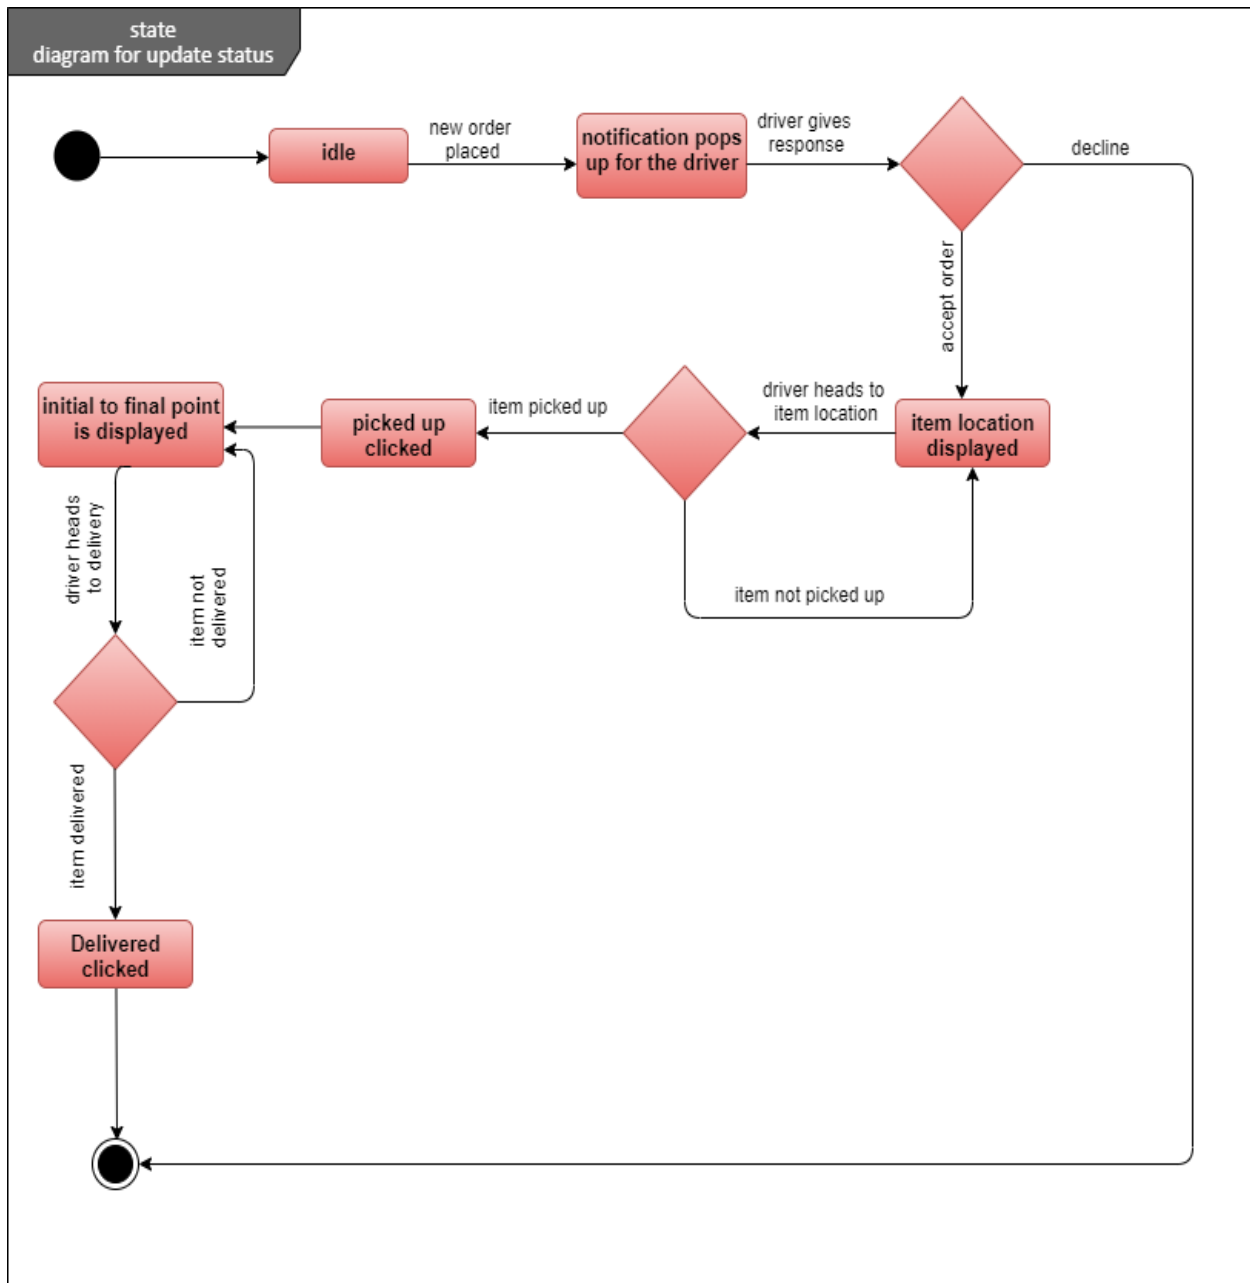 state
diagram for update status
idle
new order
placed
notification pops
up for the driver
driver gives
response
decline
accept order
initial to final point
is displayed
picked up
clicked
item picked up
driver heads to
item location
item location
displayed
item not picked up
driver heads
to delivery
item not
delivered
item delivered
Delivered
clicked